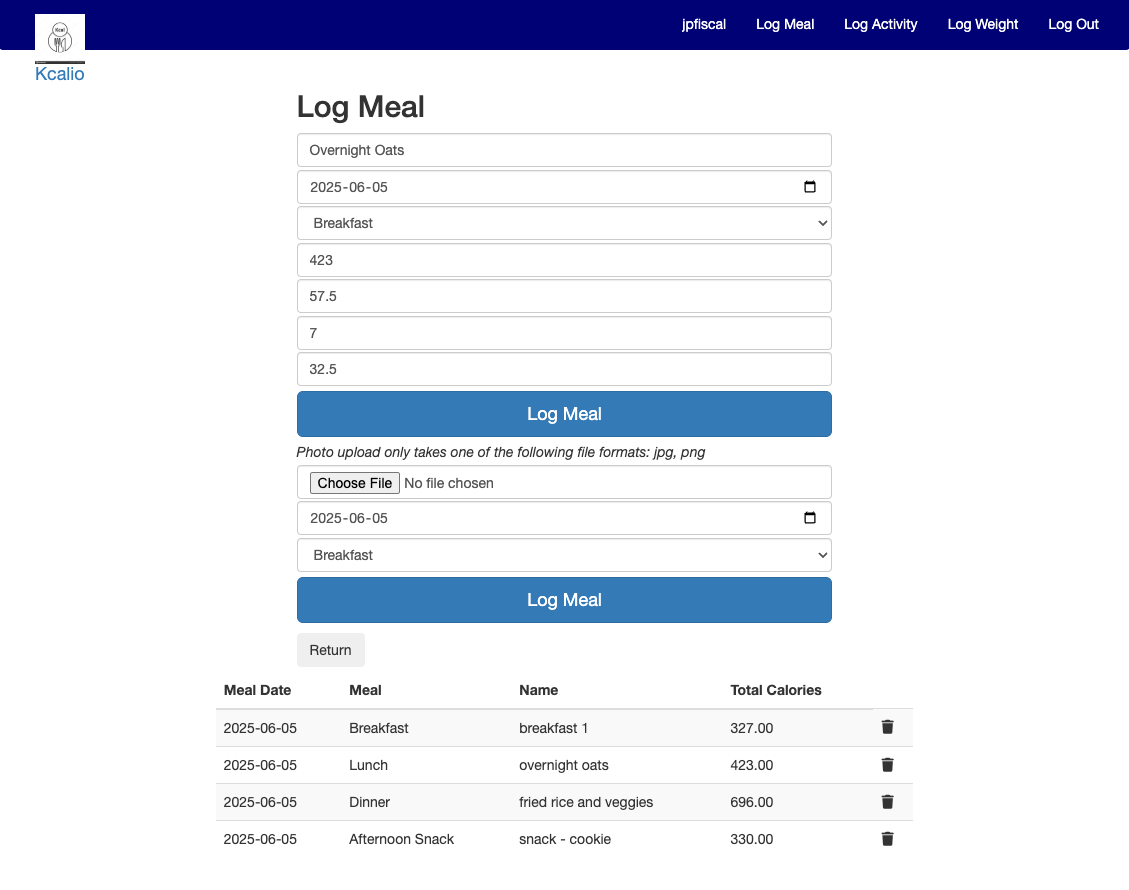 jpfiscal Log Meal Log Activity Log Weight Log Out
Kcal
Kcalio
Log Meal
Overnight Oats
2025-06-05
Breakfast
423
57.5
7
32.5
Log Meal
Photo upload only takes one of the following file formats: jpg, png
Choose File No file chosen
2025-06-05
Breakfast
Log Meal
Return
Meal Date Meal Name Total Calories
2025-06-05 Breakfast breakfast 1 327.00
2025-06-05 Lunch overnight oats 423.00
2025-06-05 Dinner fried rice and veggies 696.00
2025-06-05 Afternoon Snack snack - cookie 330.00